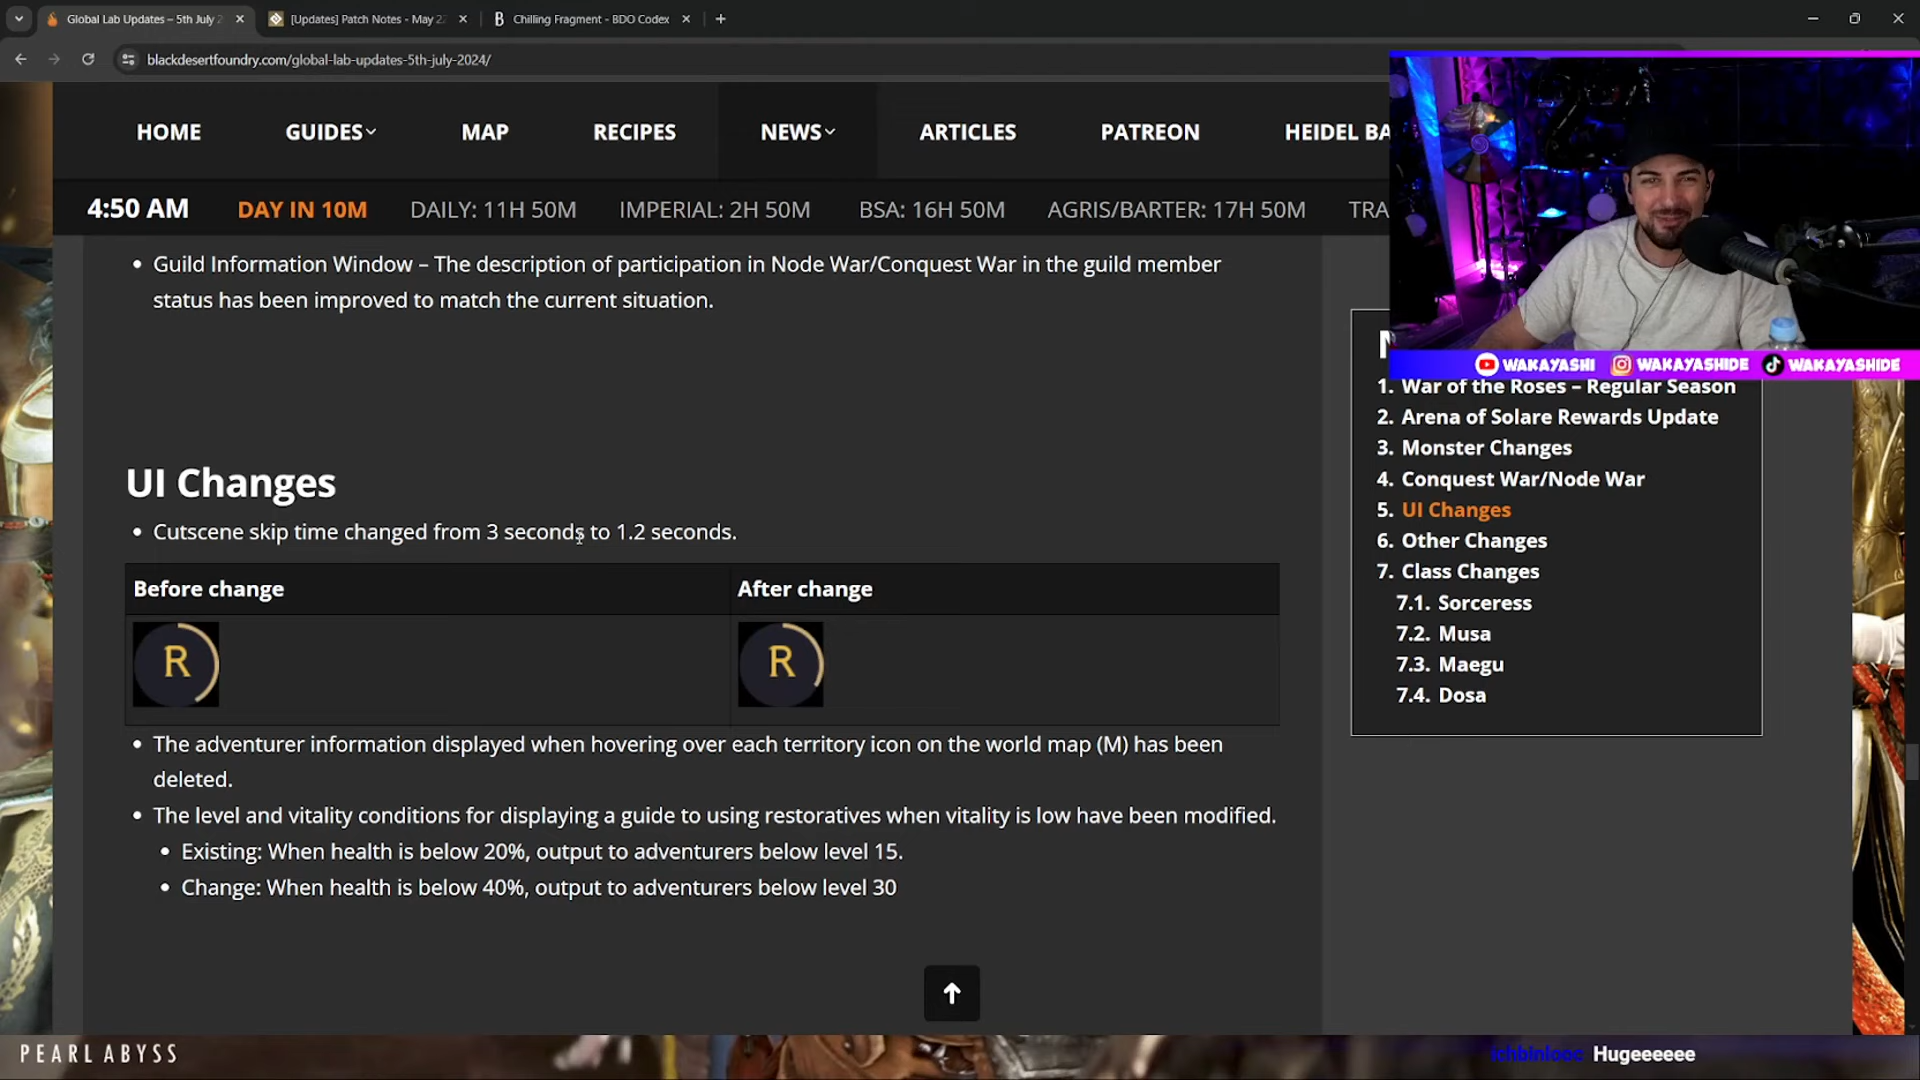 Global Lab Updates – 5th July 2
[Updates] Patch Notes - May 22
B Chilling Fragment - BDO Codex
blackdesertfoundry.com/global-lab-updates-5th-july-2024/
HOME GUIDES MAP RECIPES NEWS ARTICLES PATREON HEIDEL BA
4:50 AM DAY IN 10M DAILY: 11H 50M IMPERIAL: 2H 50M BSA: 16H 50M AGRIS/BARTER: 17H 50M TRA
WAKAYASHI WAKAYASHIDE WAKAYASHIDE
• Guild Information Window – The description of participation in Node War/Conquest War in the guild member
status has been improved to match the current situation.
UI Changes
• Cutscene skip time changed from 3 seconds to 1.2 seconds.
Before change After change
R R
• The adventurer information displayed when hovering over each territory icon on the world map (M) has been
deleted.
• The level and vitality conditions for displaying a guide to using restoratives when vitality is low have been modified.
• Existing: When health is below 20%, output to adventurers below level 15.
• Change: When health is below 40%, output to adventurers below level 30
1. War of the Roses – Regular Season
2. Arena of Solare Rewards Update
3. Monster Changes
4. Conquest War/Node War
5. UI Changes
6. Other Changes
7. Class Changes
7.1. Sorceress
7.2. Musa
7.3. Maegu
7.4. Dosa
PEARL ABYSS
Hugeeeeee